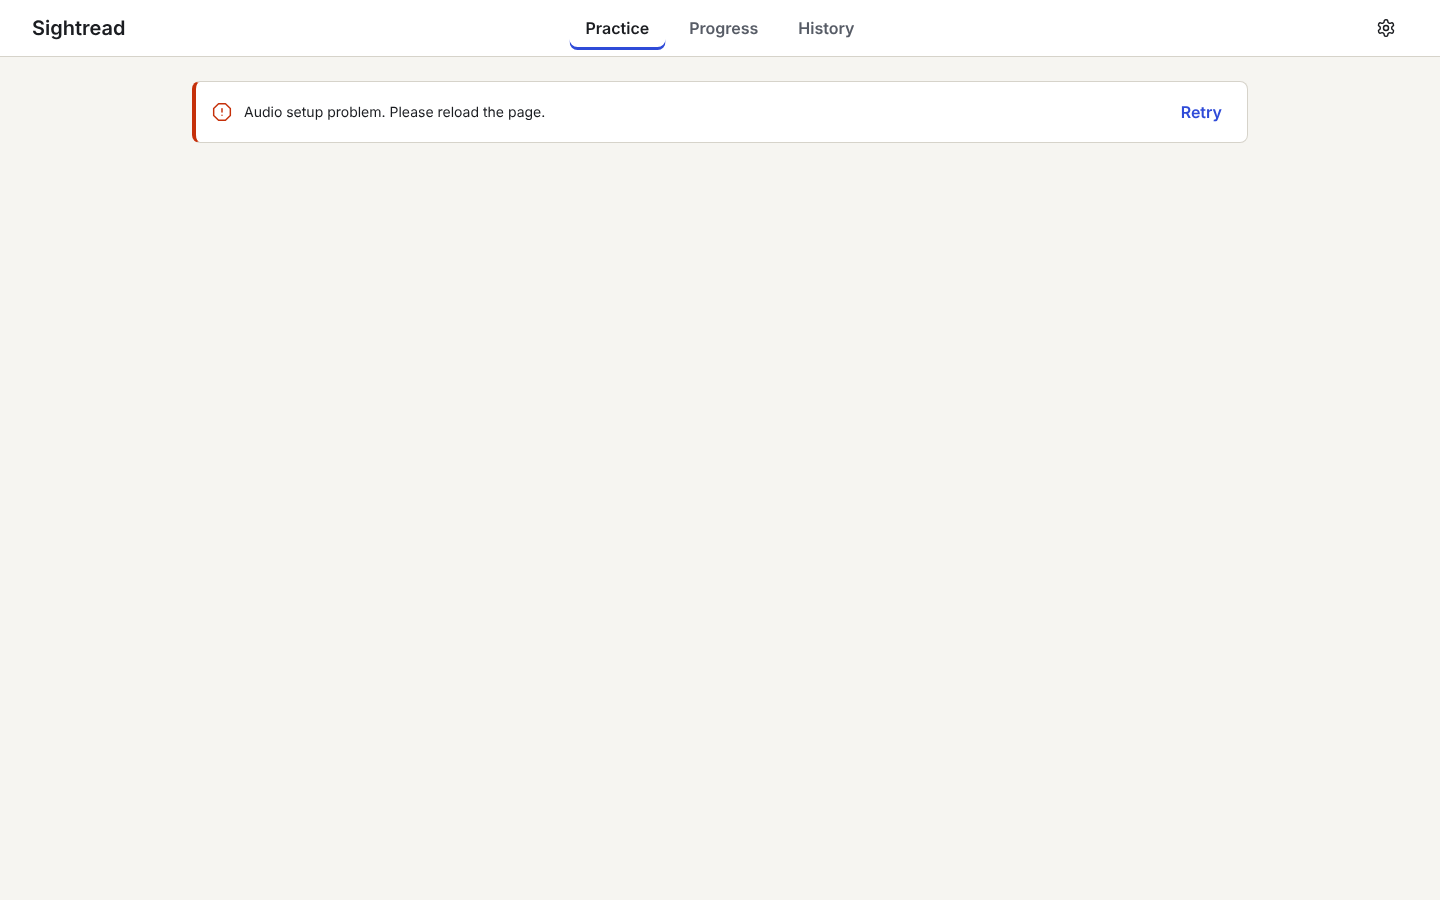 Sightread
Practice
Progress
History
Audio setup problem. Please reload the page.
Retry